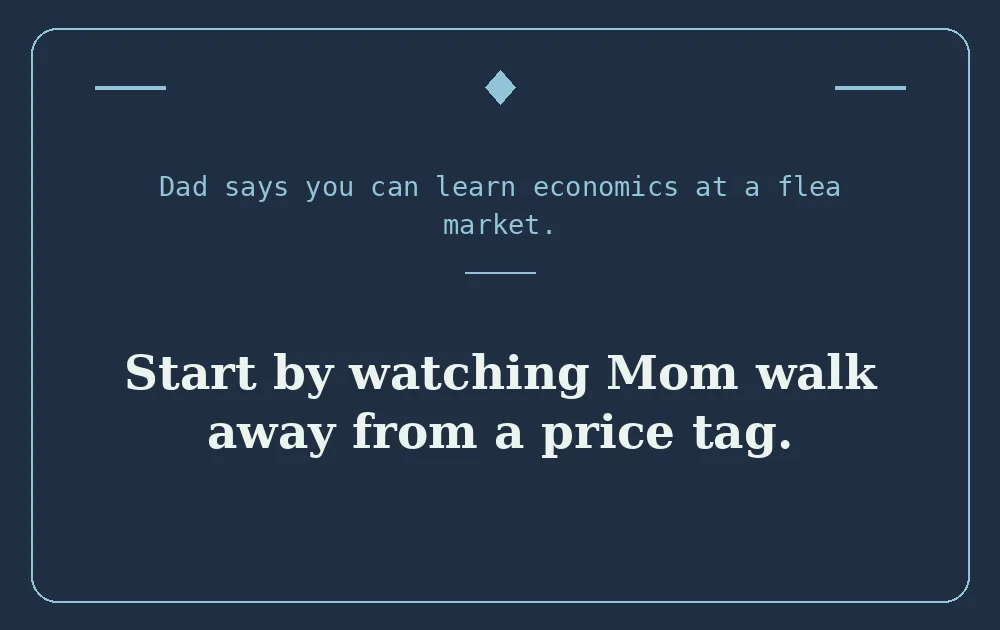 Dad says you can learn economics at a flea
market.
Start by watching Mom walk
away from a price tag.